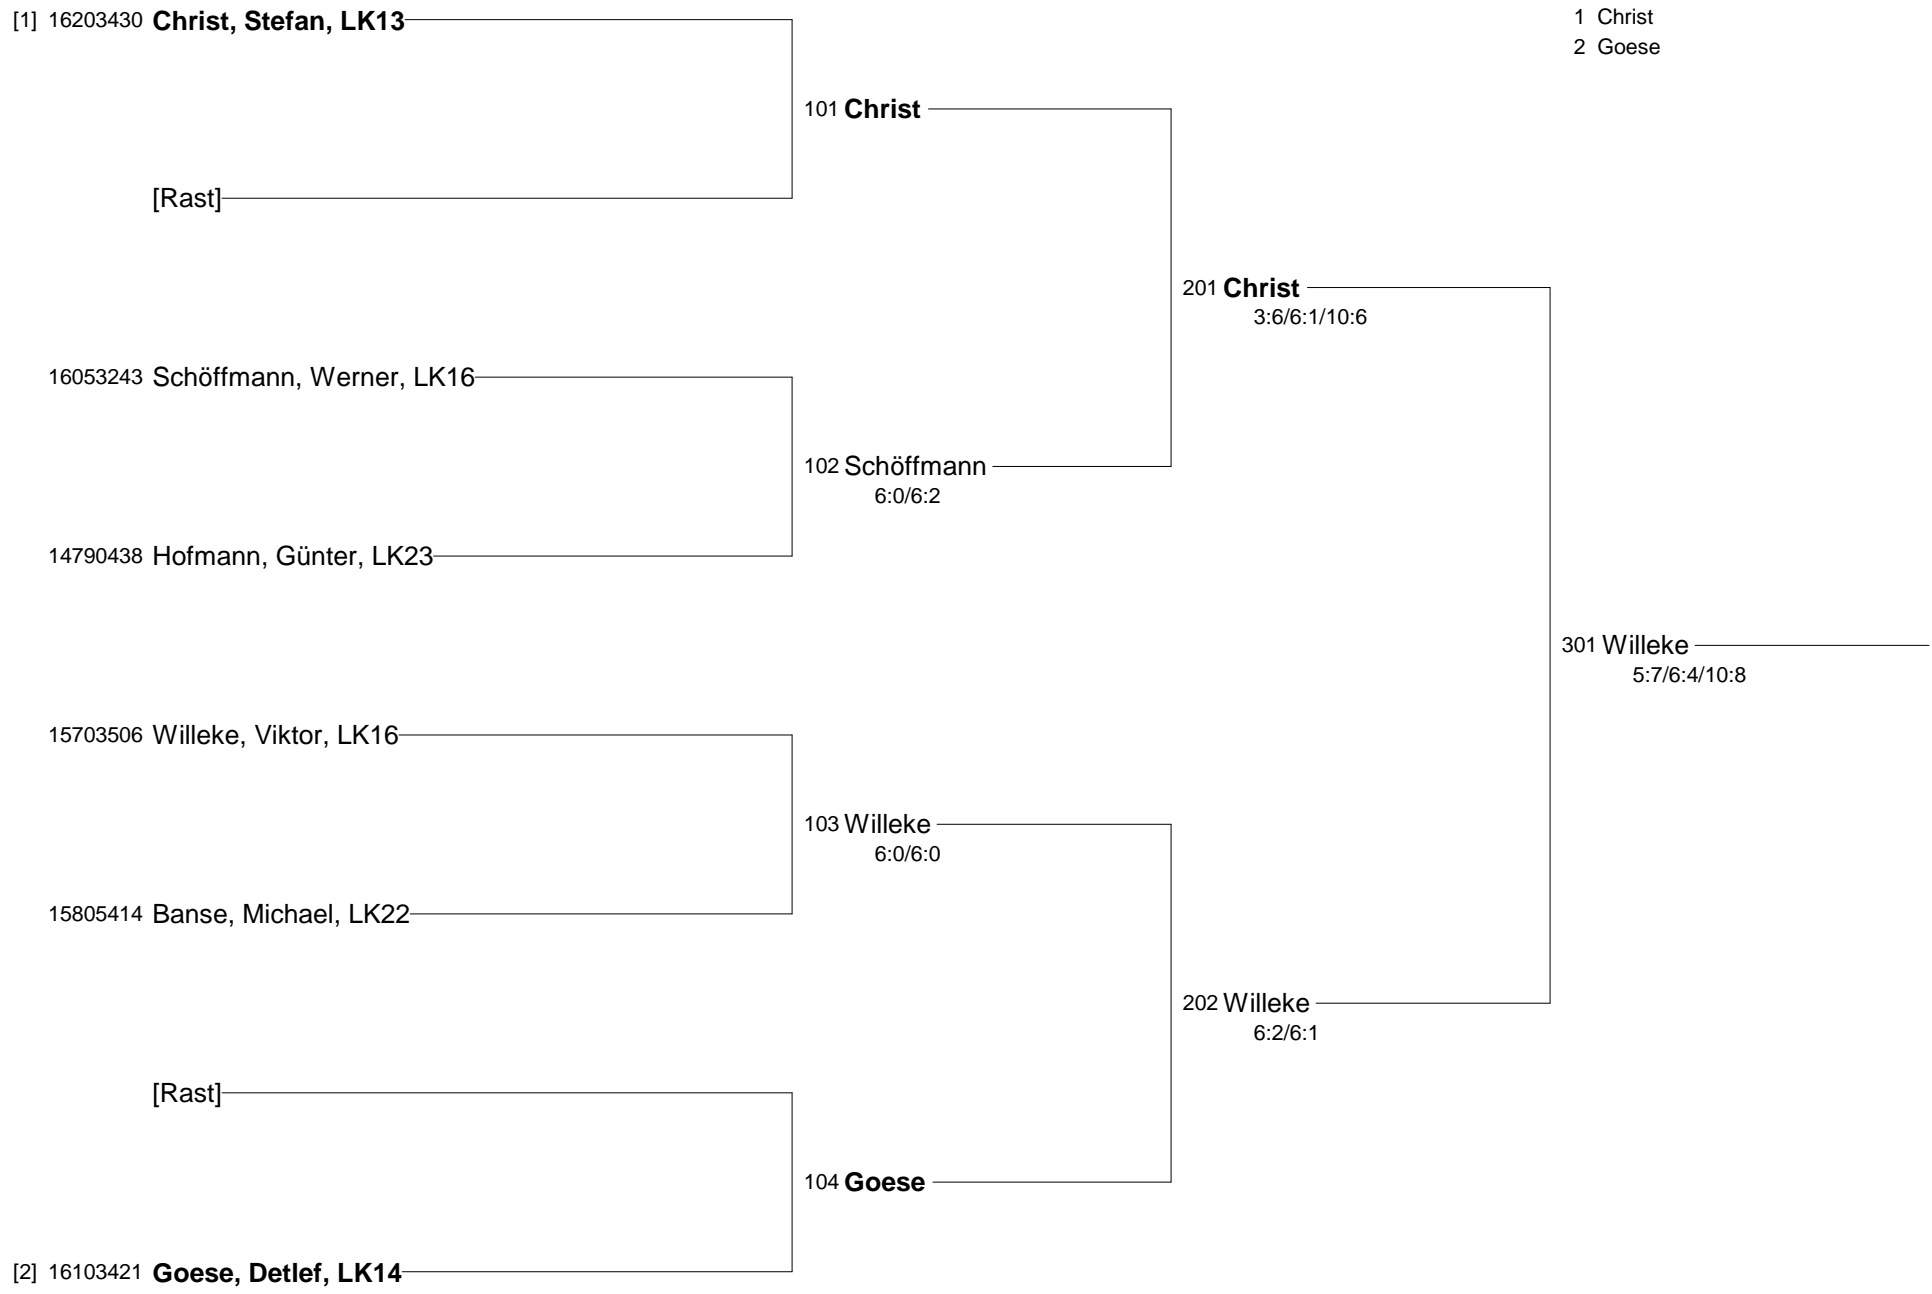 [1] 16203430 Christ, Stefan, LK13
1 Christ
2 Goese
101 Christ
[Rast]
201 Christ
3:6/6:1/10:6
16053243 Schöffmann, Werner, LK16
102 Schöffmann
6:0/6:2
14790438 Hofmann, Günter, LK23
301 Willeke
5:7/6:4/10:8
15703506 Willeke, Viktor, LK16
103 Willeke
6:0/6:0
15805414 Banse, Michael, LK22
202 Willeke
6:2/6:1
[Rast]
104 Goese
[2] 16103421 Goese, Detlef, LK14